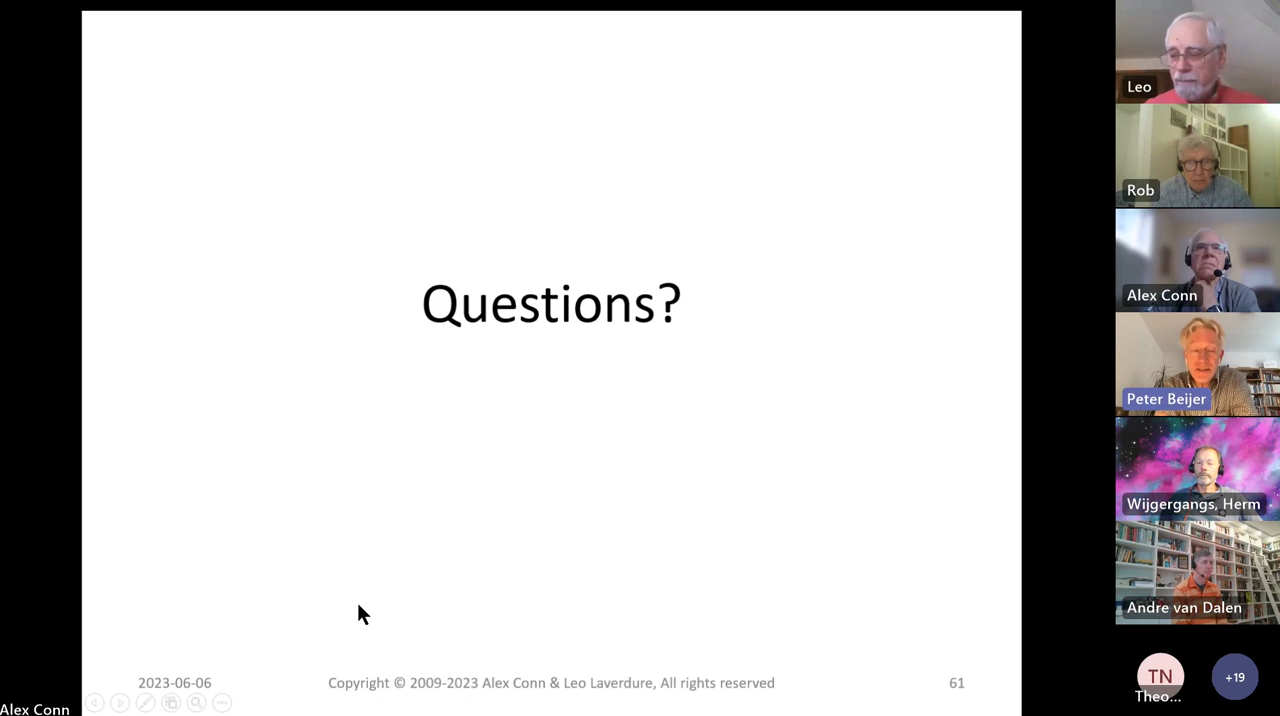 Questions?
2023-06-06
Copyright © 2009-2023 Alex Conn & Leo Laverdure, All rights reserved
61
Alex Conn
Leo
Rob
Alex Conn
Peter Beijer
Wijgergangs, Herm
Andre van Dalen
TN
Theo...
+19